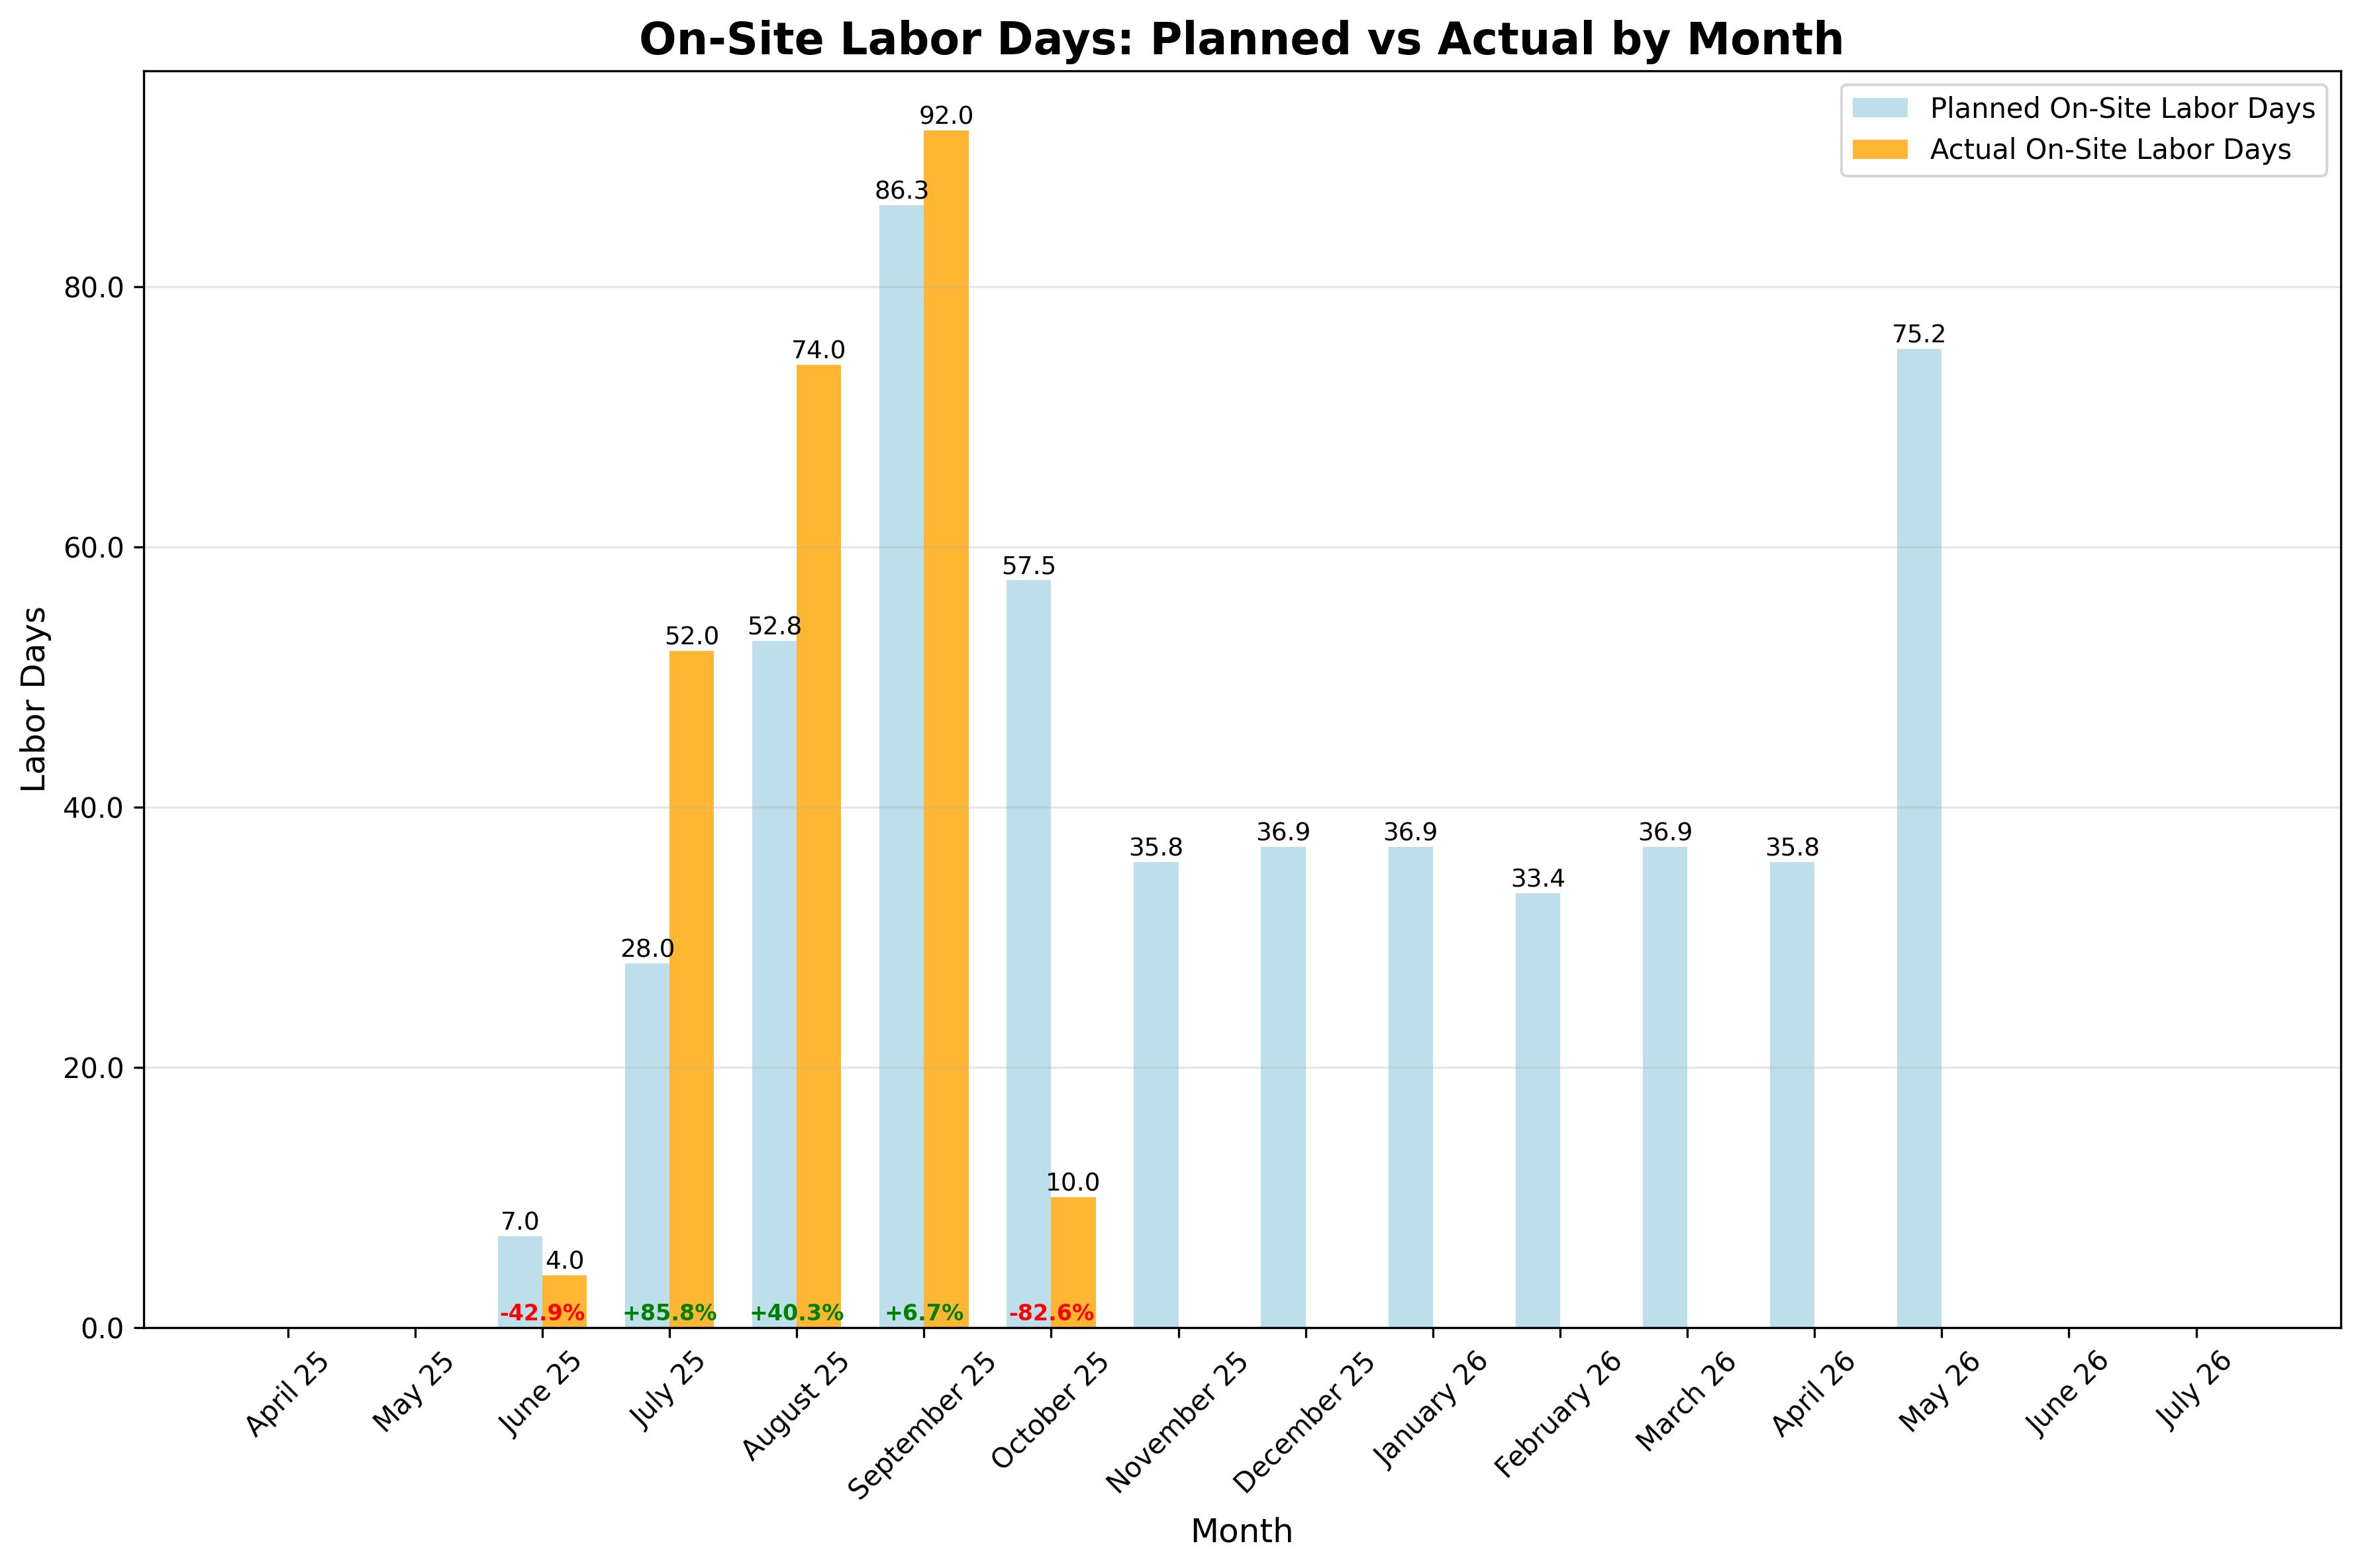 On-Site Labor Days: Planned vs Actual by Month
Planned On-Site Labor Days
Actual On-Site Labor Days
Labor Days
80.0
60.0
40.0
20.0
0.0
7.0
4.0
-42.9%
28.0
52.0
+85.8%
52.8
74.0
+40.3%
86.3
92.0
+6.7%
57.5
10.0
-82.6%
35.8
36.9
36.9
33.4
36.9
35.8
75.2
April 25
May 25
June 25
July 25
August 25
September 25
October 25
November 25
December 25
January 26
February 26
March 26
April 26
May 26
June 26
July 26
Month